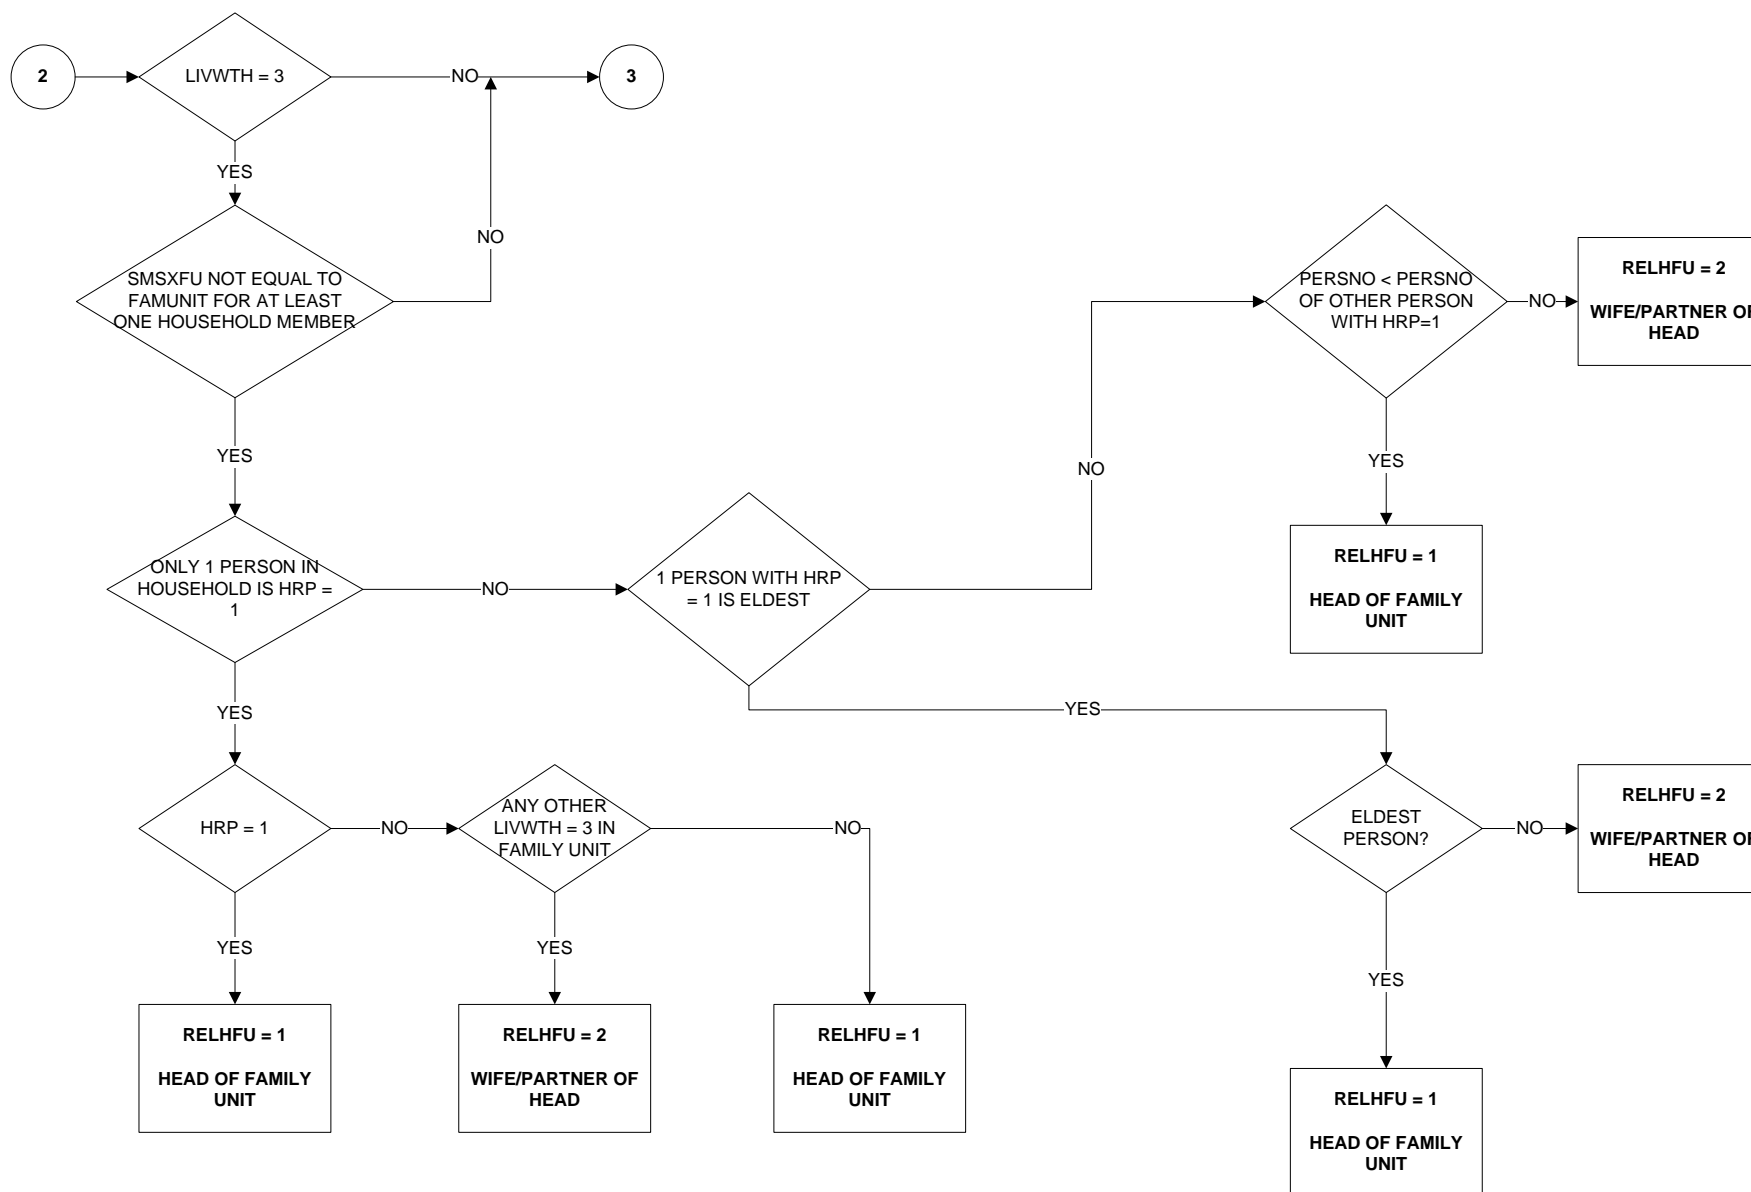 2
LIVWTH = 3
NO
3
YES
NO
SMSXFU NOT EQUAL TO
FAMUNIT FOR AT LEAST
ONE HOUSEHOLD MEMBER
PERSNO < PERSNO
OF OTHER PERSON
WITH HRP=1
NO
RELHFU = 2
WIFE/PARTNER OF
HEAD
YES
NO
YES
ONLY 1 PERSON IN
HOUSEHOLD IS HRP =
1
NO
1 PERSON WITH HRP
= 1 IS ELDEST
RELHFU = 1
HEAD OF FAMILY
UNIT
YES
YES
HRP = 1
NO
ANY OTHER
LIVWTH = 3 IN
FAMILY UNIT
NO
ELDEST
PERSON?
NO
RELHFU = 2
WIFE/PARTNER OF
HEAD
YES
YES
YES
RELHFU = 1
HEAD OF FAMILY
UNIT
RELHFU = 2
WIFE/PARTNER OF
HEAD
RELHFU = 1
HEAD OF FAMILY
UNIT
RELHFU = 1
HEAD OF FAMILY
UNIT